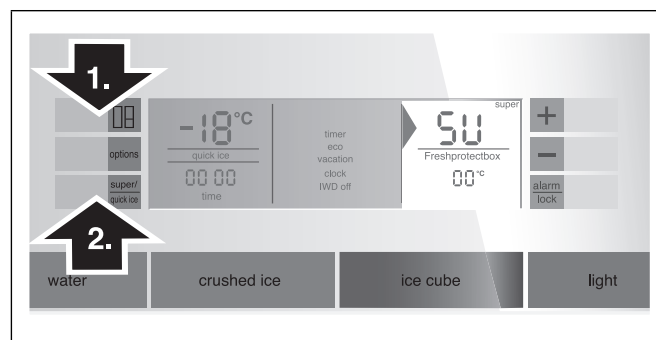 1.
super
-18°C
SU
+
options
quick ice
timer
eco
vacation
clock
IWD off
Freshprotectbox
−
super/
quick ice
00 00
time
00°C
alarm
lock
2.
water
crushed ice
ice cube
light